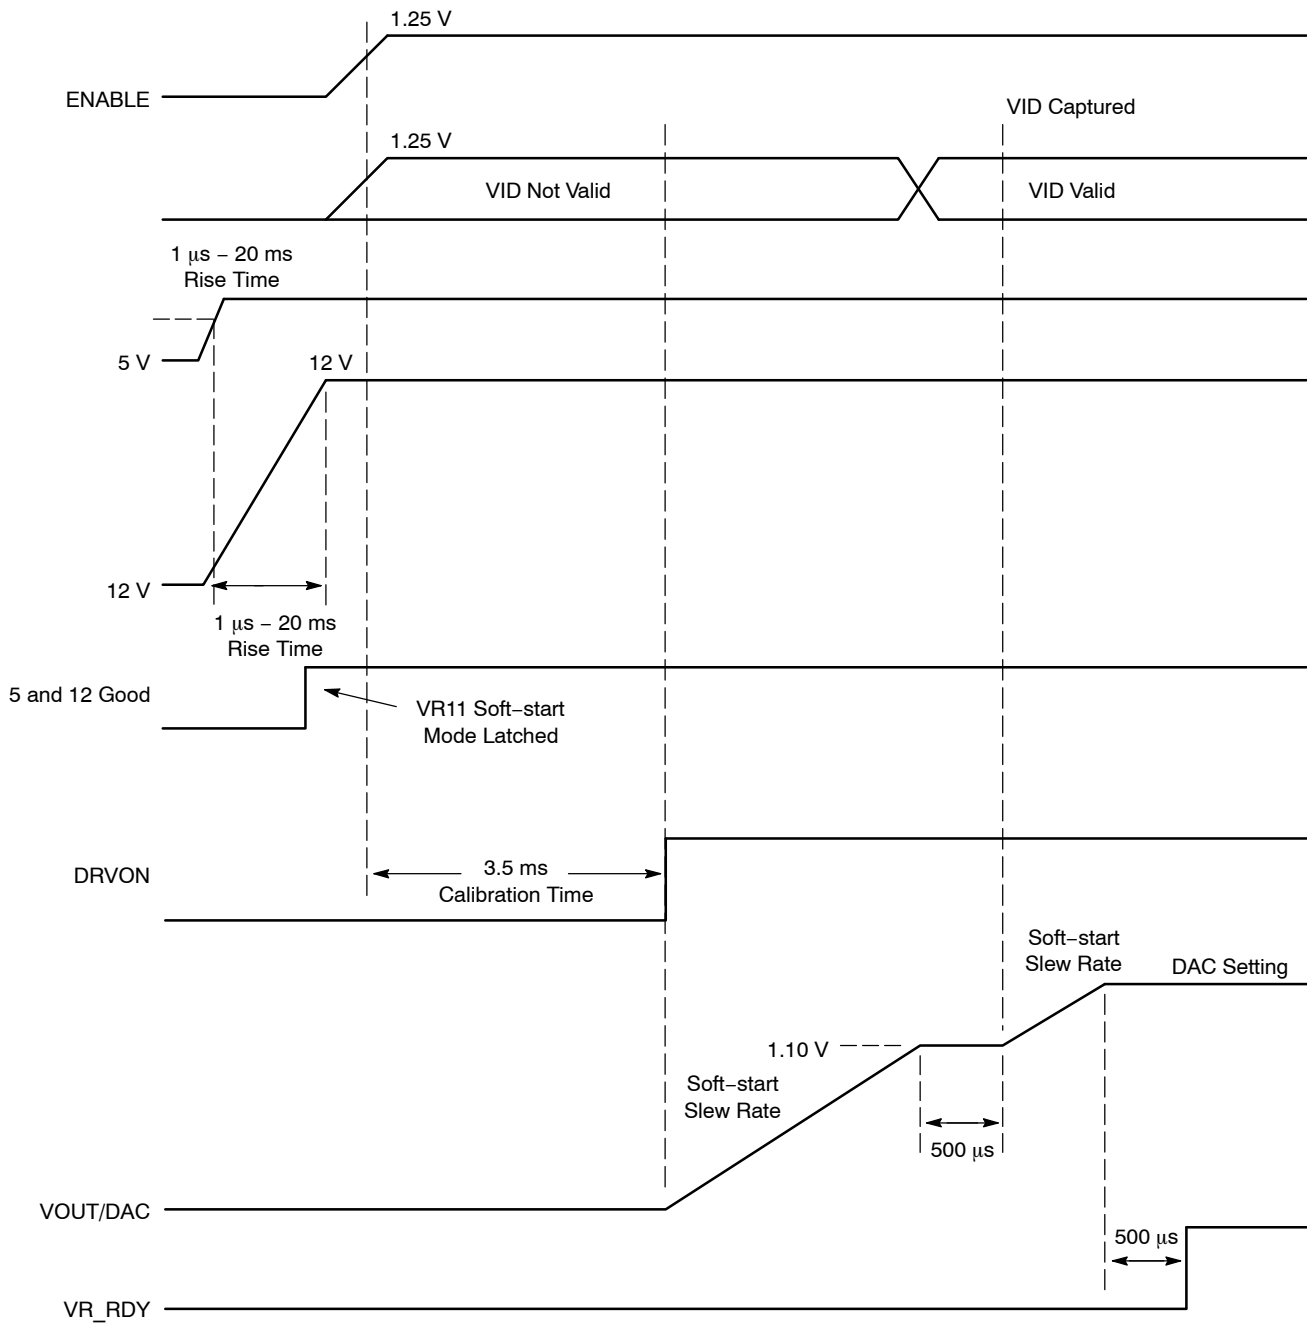 1.25 V
ENABLE
VID Captured
1.25 V
VID Not Valid
VID Valid
1 μs – 20 ms
Rise Time
5 V
12 V
12 V
1 μs – 20 ms
Rise Time
5 and 12 Good
VR11 Soft–start
Mode Latched
DRVON
3.5 ms
Calibration Time
Soft–start
Slew Rate
DAC Setting
1.10 V
Soft–start
Slew Rate
500 μs
VOUT/DAC
500 μs
VR_RDY